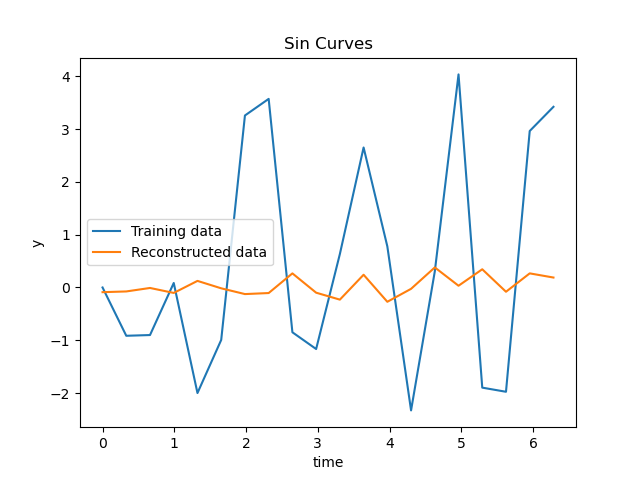 Sin Curves
4
3
2
1
0
−1
−2
y
Training data
Reconstructed data
0 1 2 3 4 5 6
time